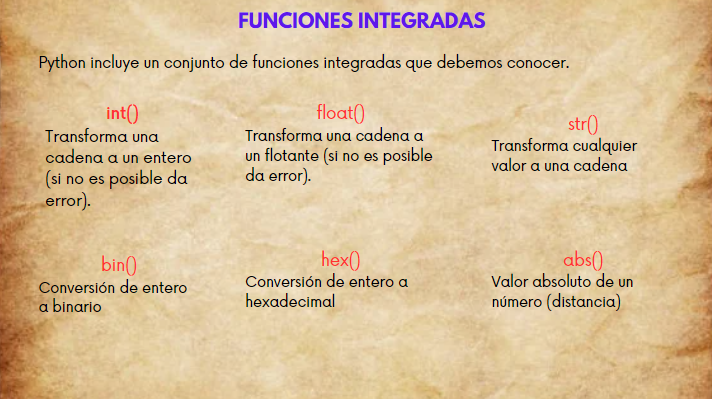 FUNCIONES INTEGRADAS
Python incluye un conjunto de funciones integradas que debemos conocer.
int()
Transforma una
cadena a un entero
(si no es posible da
error).
float()
Transforma una cadena a
un flotante (si no es posible
da error).
str()
Transforma cualquier
valor a una cadena
bin()
Conversión de entero
a binario
hex()
Conversión de entero a
hexadecimal
abs()
Valor absoluto de un
número (distancia)